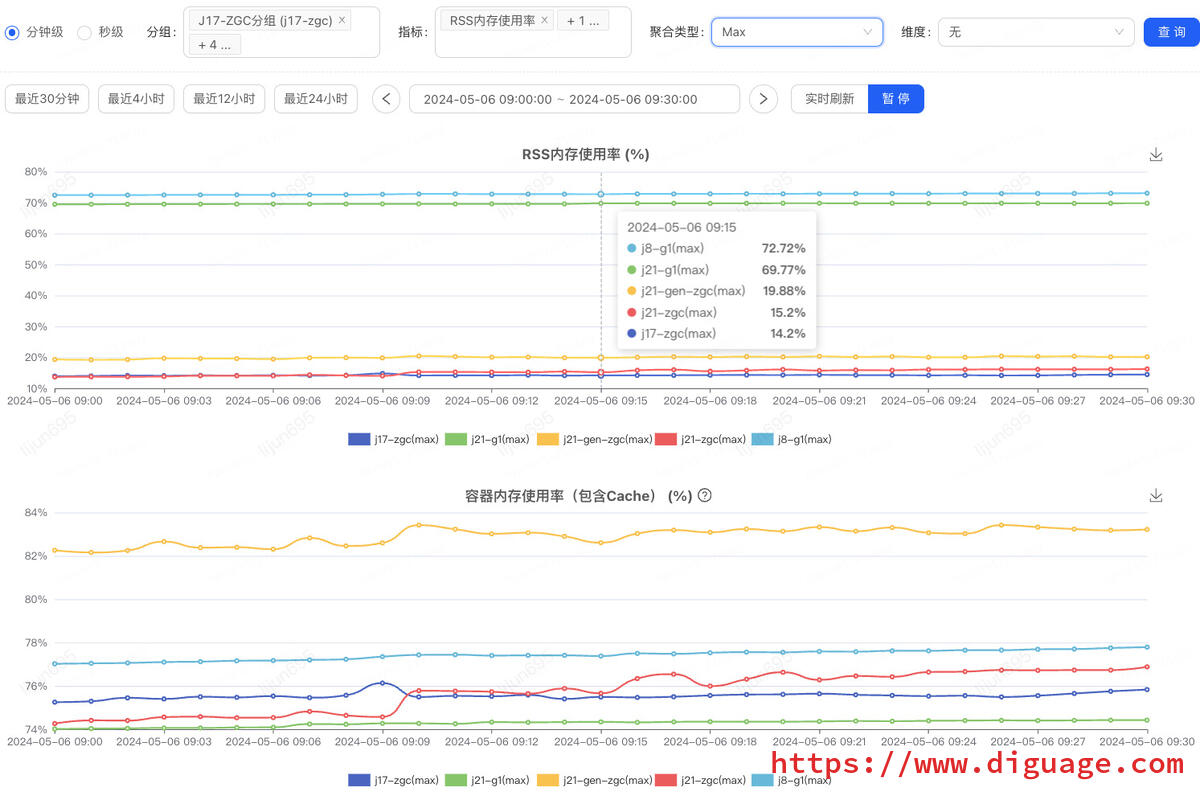 分钟级 秒级 分组: J17-ZGC分组 (j17-zgc) × 指标: RSS内存使用率 × + 1 ... 聚合类型: Max 维度: 无 查 询
+ 4 ...
最近30分钟 最近4小时 最近12小时 最近24小时 2024-05-06 09:00:00 ~ 2024-05-06 09:30:00 实时刷新 暂 停
RSS内存使用率 (%)
80%
70%
60%
50%
40%
30%
20%
10%
2024-05-06 09:15
j8-g1(max) 72.72%
j21-g1(max) 69.77%
j21-gen-zgc(max) 19.88%
j21-zgc(max) 15.2%
j17-zgc(max) 14.2%
2024-05-06 09:00 2024-05-06 09:03 2024-05-06 09:06 2024-05-06 09:09 2024-05-06 09:12 2024-05-06 09:15 2024-05-06 09:18 2024-05-06 09:21 2024-05-06 09:24 2024-05-06 09:27 2024-05-06 09:30
j17-zgc(max) j21-g1(max) j21-gen-zgc(max) j21-zgc(max) j8-g1(max)
lijun695
容器内存使用率（包含Cache） (%) ?
84%
82%
80%
78%
76%
74%
2024-05-06 09:00 2024-05-06 09:03 2024-05-06 09:06 2024-05-06 09:09 2024-05-06 09:12 2024-05-06 09:15 2024-05-06 09:18 2024-05-06 09:21 2024-05-06 09:24 2024-05-06 09:27 2024-05-06 09:30
j17-zgc(max) j21-g1(max) j21-gen-zgc(max) j21-zgc(max) j8-g1(max)
https://www.diguage.com